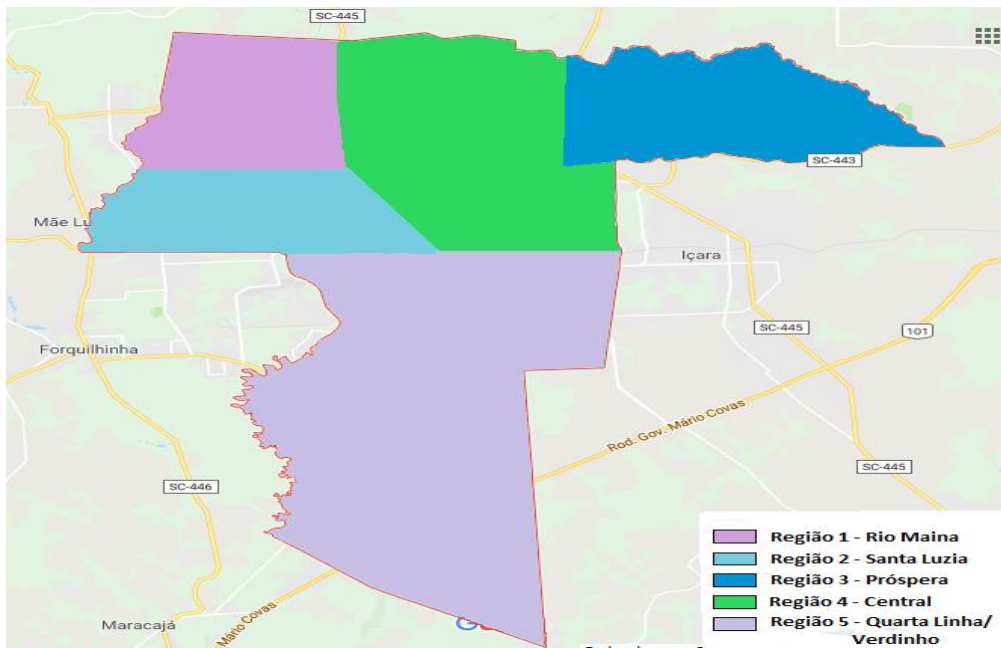 SC-445
SC-443
Mãe Lu
Içara
SC-445
101
Forquilhinha
Rod. Gov. Mário Covas
SC-445
SC-446
Maracajá
Mário Covas
Região 1 - Rio Maina
Região 2 - Santa Luzia
Região 3 - Próspera
Região 4 - Central
Região 5 - Quarta Linha/
Verdinho